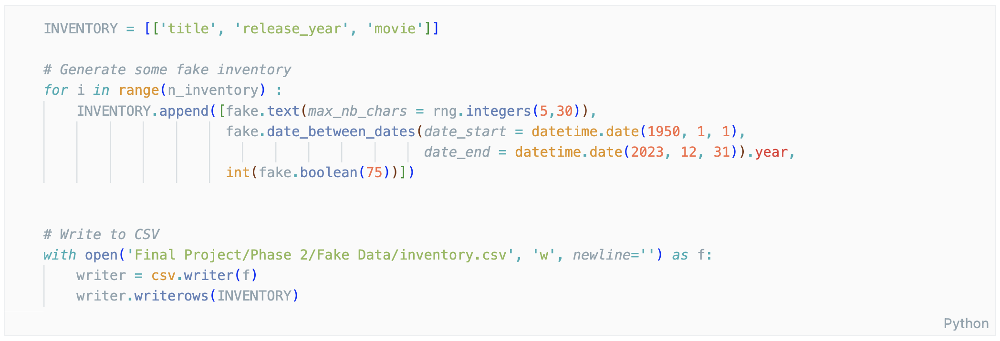 INVENTORY = [['title', 'release_year', 'movie']]
# Generate some fake inventory
for i in range(n_inventory) :
    INVENTORY.append([fake.text(max_nb_chars = rng.integers(5,30)),
                      fake.date_between_dates(date_start = datetime.date(1950, 1, 1),
                                              date_end = datetime.date(2023, 12, 31)).year,
                      int(fake.boolean(75))])
# Write to CSV
with open('Final Project/Phase 2/Fake Data/inventory.csv', 'w', newline='') as f:
    writer = csv.writer(f)
    writer.writerows(INVENTORY)
Python